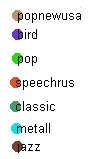 popnewusa
bird
pop
speechrus
classic
metall
jazz